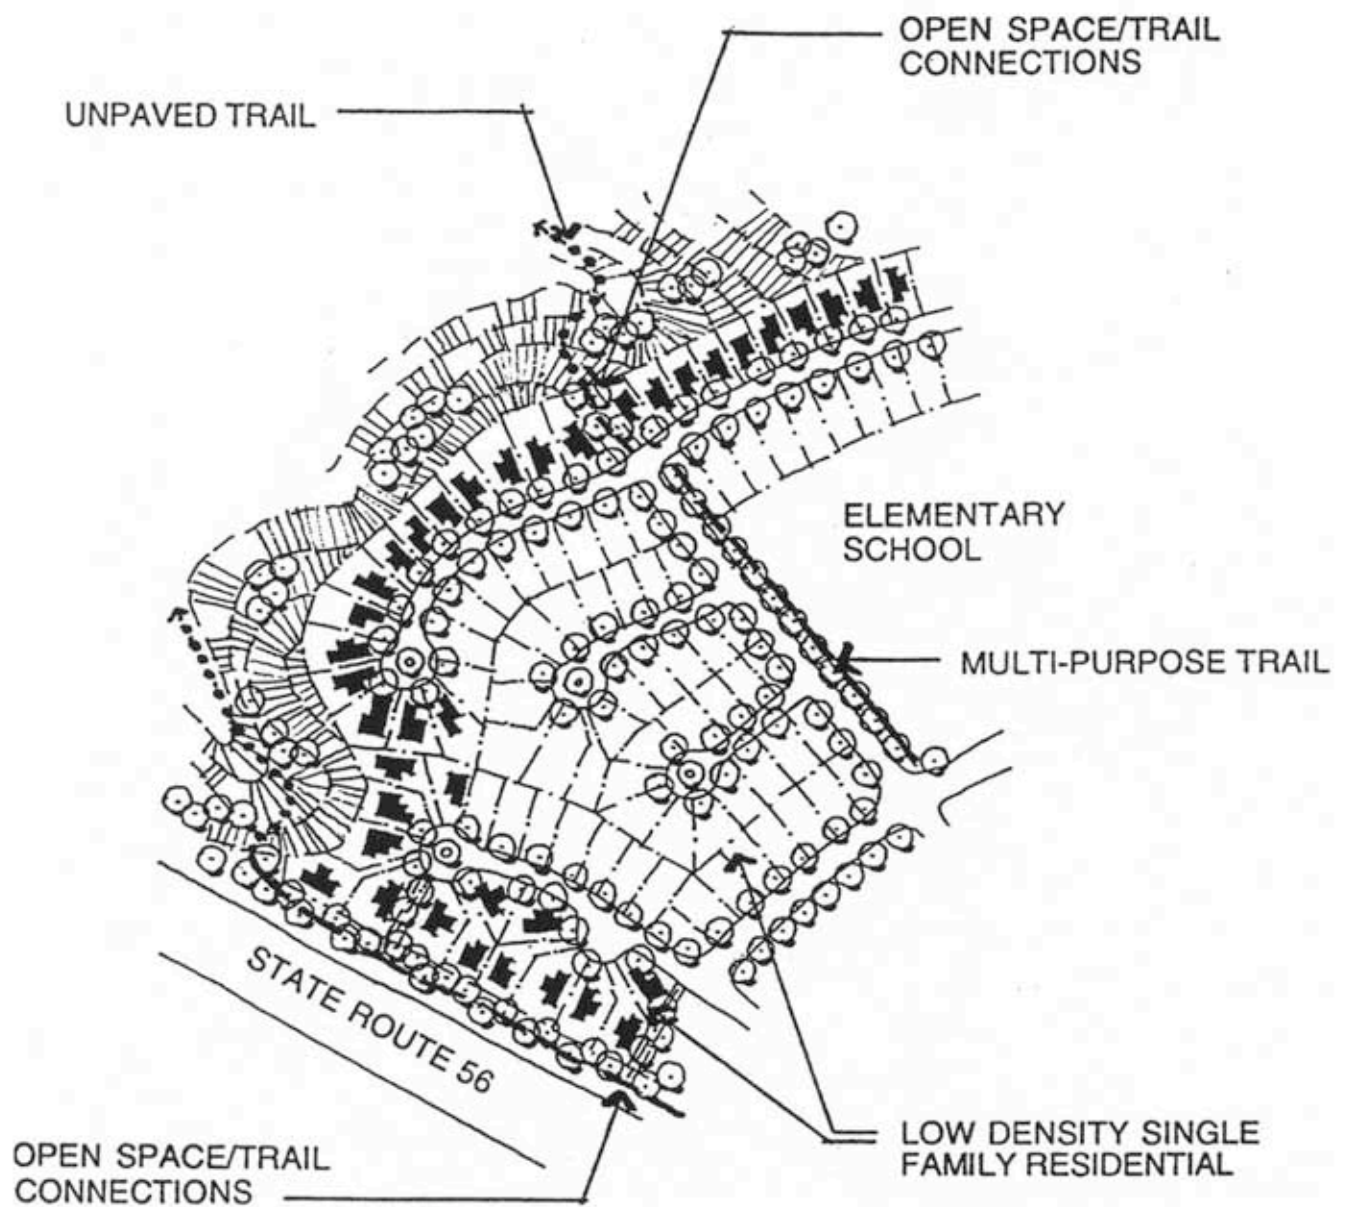 OPEN SPACE/TRAIL
CONNECTIONS
UNPAVED TRAIL
ELEMENTARY
SCHOOL
MULTI-PURPOSE TRAIL
STATE ROUTE 56
LOW DENSITY SINGLE
FAMILY RESIDENTIAL
OPEN SPACE/TRAIL
CONNECTIONS